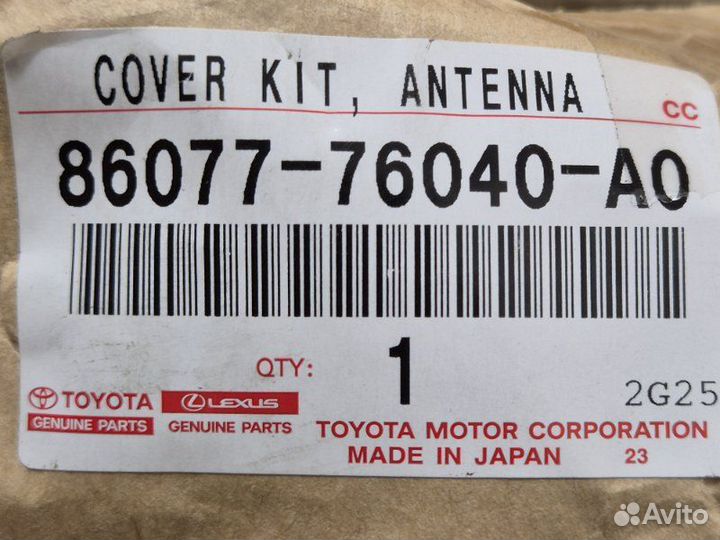 COVER KIT, ANTENNA
CC
86077-76040-A0
QTY: 1
2G25
TOYOTA
GENUINE PARTS
LEXUS
GENUINE PARTS
TOYOTA MOTOR CORPORATION
MADE IN JAPAN 23
Avito